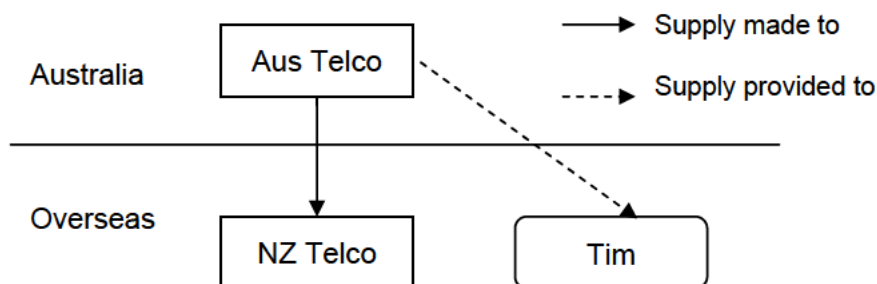 Supply made to
Aus Telco
Australia
Supply provided to
Overseas
NZ Telco
Tim